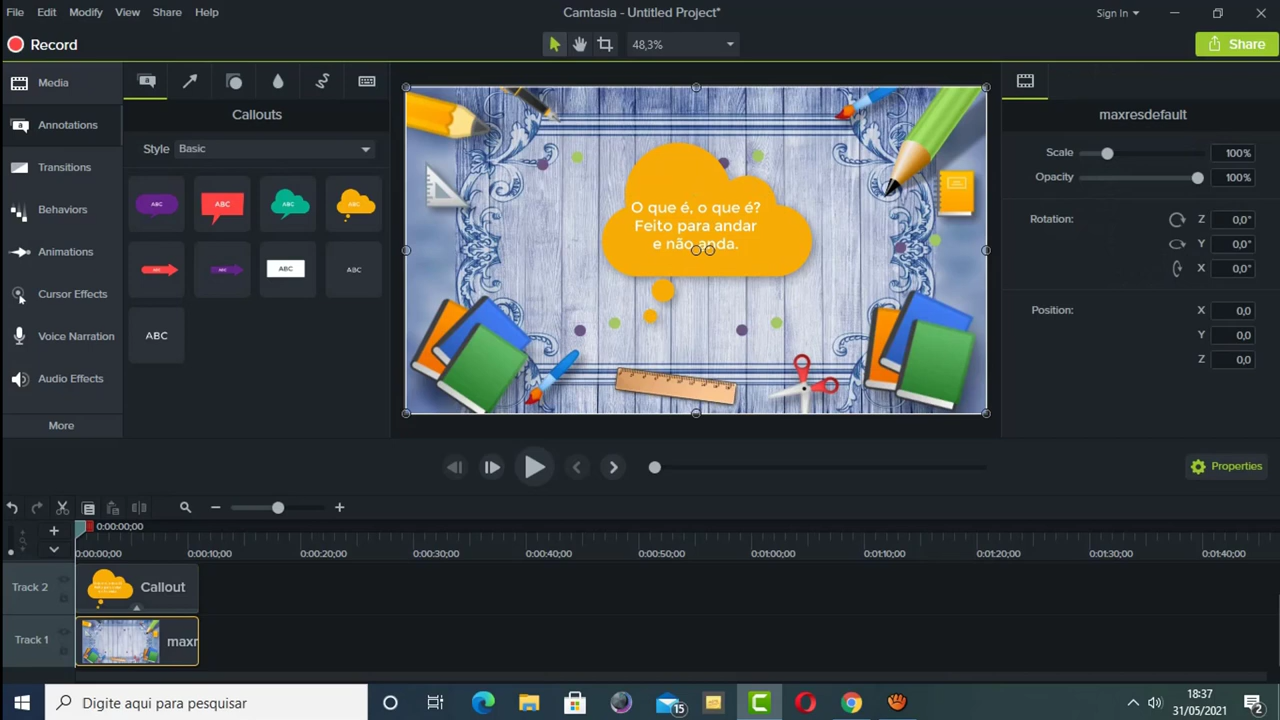 File Edit Modify View Share Help
Camtasia - Untitled Project*
Sign In
Record
48,3%
Share
Media
Annotations
Transitions
Behaviors
Animations
Cursor Effects
Voice Narration
Audio Effects
More
Callouts
Style Basic
ABC ABC ABC ABC
ABC ABC ABC ABC
ABC
O que é, o que é?
Feito para andar
e não anda.
maxresdefault
Scale 100%
Opacity 100%
Rotation: Z 0,0°
Y 0,0°
X 0,0°
Position: X 0,0
Y 0,0
Z 0,0
Properties
0:00:00;00
0:00:00;00 0:00:10;00 0:00:20;00 0:00:30;00 0:00:40;00 0:00:50;00 0:01:00;00 0:01:10;00 0:01:20;00 0:01:30;00 0:01:40;00
Track 2 Callout
Track 1 maxr
Digite aqui para pesquisar
15
18:37
31/05/2021
2